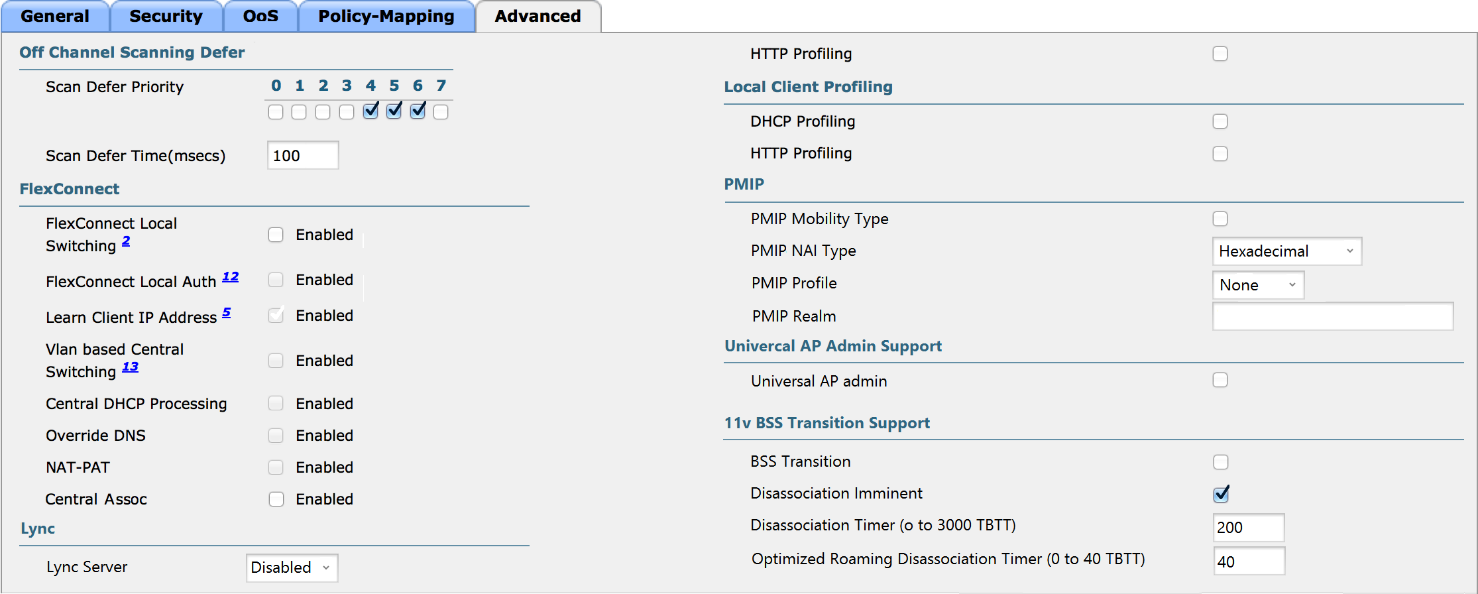 General Security QoS Policy-Mapping Advanced
Off Channel Scanning Defer
Scan Defer Priority 0 1 2 3 4 5 6 7
Scan Defer Time(msecs) 100
FlexConnect
FlexConnect Local
Switching 2 Enabled
FlexConnect Local Auth 12 Enabled
Learn Client IP Address 5 Enabled
Vlan based Central
Switching 13 Enabled
Central DHCP Processing Enabled
Override DNS Enabled
NAT-PAT Enabled
Central Assoc Enabled
Lync
Lync Server Disabled
HTTP Profiling
Local Client Profiling
DHCP Profiling
HTTP Profiling
PMIP
PMIP Mobility Type
PMIP NAI Type Hexadecimal
PMIP Profile None
PMIP Realm
Univercal AP Admin Support
Universal AP admin
11v BSS Transition Support
BSS Transition
Disassociation Imminent
Disassociation Timer (o to 3000 TBTT) 200
Optimized Roaming Disassociation Timer (0 to 40 TBTT) 40